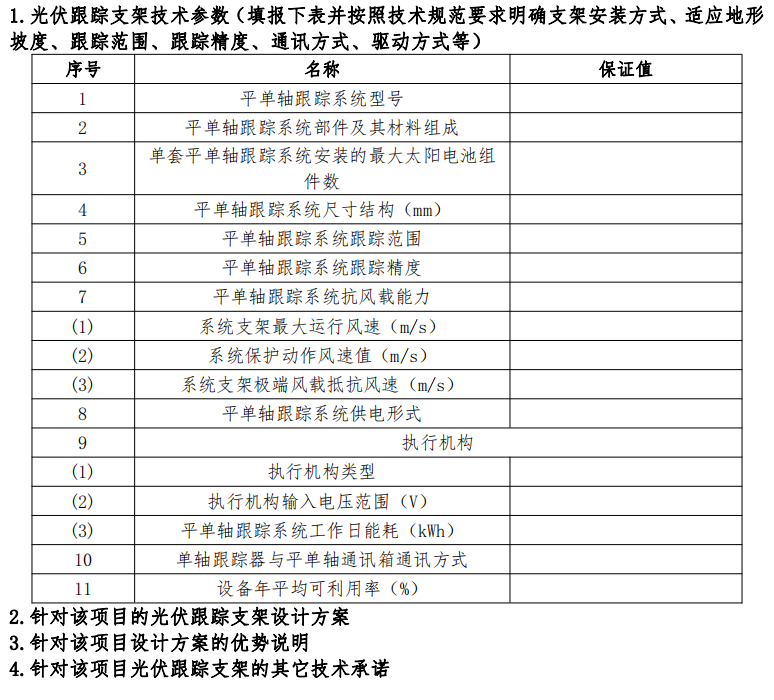 1.光伏跟踪支架技术参数（填报下表并按照技术规范要求明确支架安装方式、适应地形
坡度、跟踪范围、跟踪精度、通讯方式、驱动方式等）
序号 名称 保证值
1 平单轴跟踪系统型号
2 平单轴跟踪系统部件及其材料组成
3 单套平单轴跟踪系统安装的最大太阳电池组
件数
4 平单轴跟踪系统尺寸结构（mm）
5 平单轴跟踪系统跟踪范围
6 平单轴跟踪系统跟踪精度
7 平单轴跟踪系统抗风载能力
(1) 系统支架最大运行风速（m/s）
(2) 系统保护动作风速值（m/s）
(3) 系统支架极端风载抵抗风速（m/s）
8 平单轴跟踪系统供电形式
9 执行机构
(1) 执行机构类型
(2) 执行机构输入电压范围（V）
(3) 平单轴跟踪系统工作日能耗（kWh）
10 单轴跟踪器与平单轴通讯箱通讯方式
11 设备年平均可利用率（%）
2.针对该项目的光伏跟踪支架设计方案
3.针对该项目设计方案的优势说明
4.针对该项目光伏跟踪支架的其它技术承诺